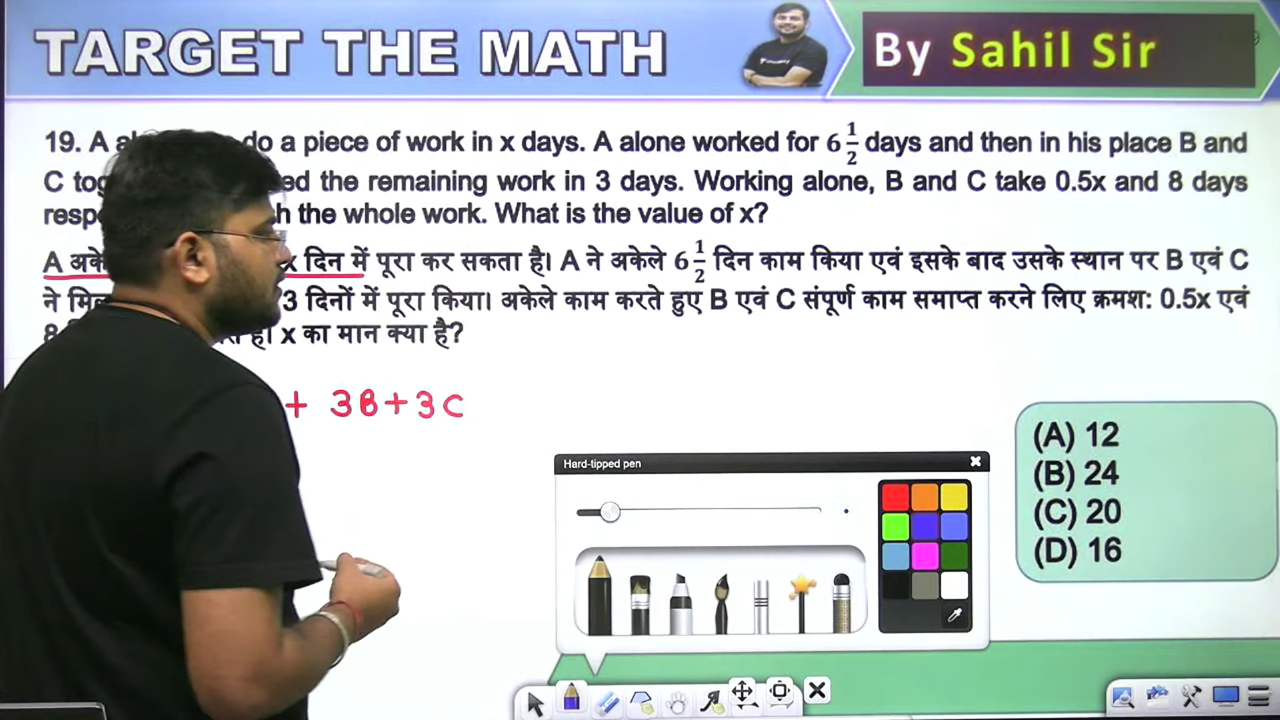 TARGET THE MATH
By Sahil Sir
19. A do a piece of work in x days. A alone worked for 6 1/2 days and then in his place B and
C the remaining work in 3 days. Working alone, B and C take 0.5x and 8 days
the whole work. What is the value of x?
A x दिन में पूरा कर सकता है। A ने अकेले 6 1/2 दिन काम किया एवं इसके बाद उसके स्थान पर B एवं C
ने 3 दिनों में पूरा किया। अकेले काम करते हुए B एवं C संपूर्ण काम समाप्त करने लिए क्रमश: 0.5x एवं
8 x का मान क्या है?
+ 3B+3C
(A) 12
(B) 24
(C) 20
(D) 16
Hard-tipped pen